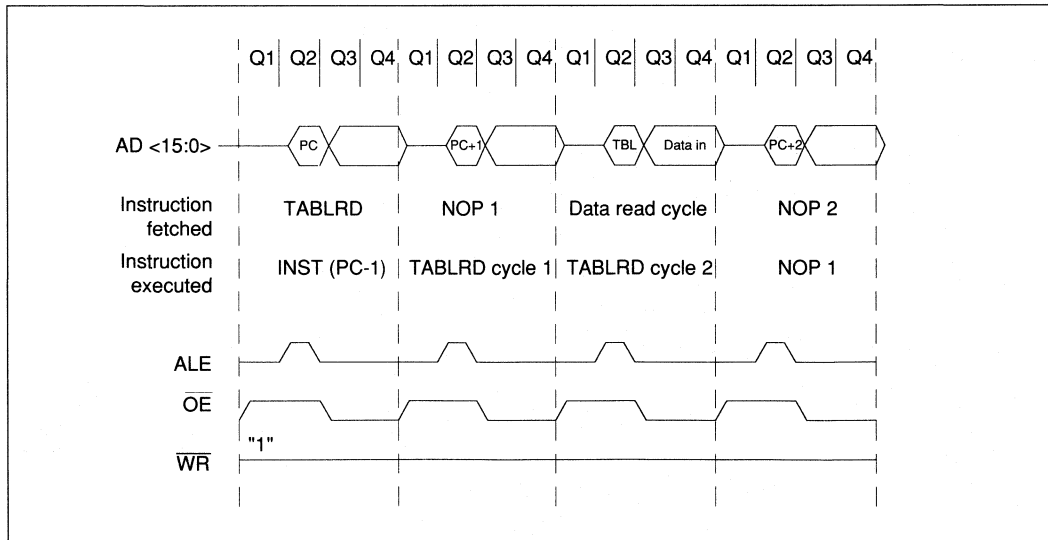 Q1 Q2 Q3 Q4 Q1 Q2 Q3 Q4 Q1 Q2 Q3 Q4 Q1 Q2 Q3 Q4
AD <15:0> PC PC+1 TBL Data in PC+2
Instruction fetched TABLRD NOP 1 Data read cycle NOP 2
Instruction executed INST (PC-1) TABLRD cycle 1 TABLRD cycle 2 NOP 1
ALE
OE
"1"
WR